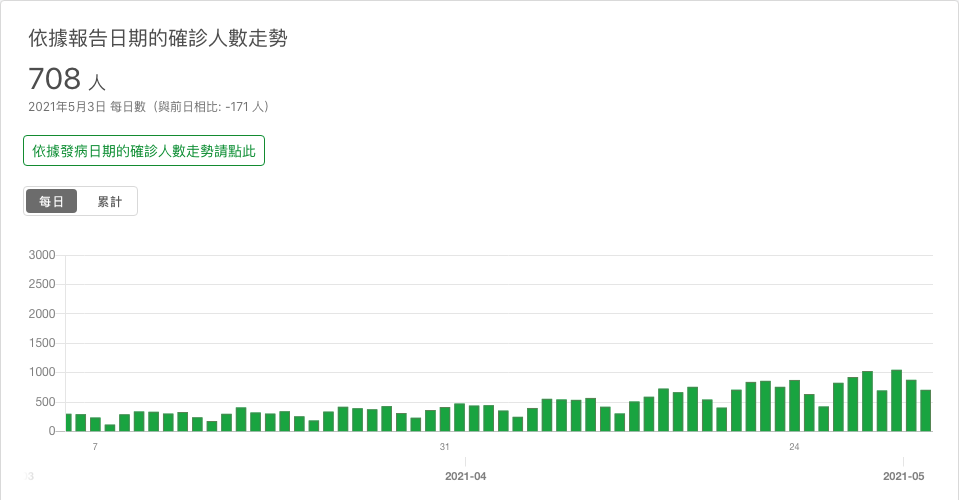 依據報告日期的確診人數走勢
708 人
2021年5月3日 每日數（與前日相比: -171 人）
依據發病日期的確診人數走勢請點此
每日 累計
3000
2500
2000
1500
1000
500
0
7 31 24
3 2021-04 2021-05